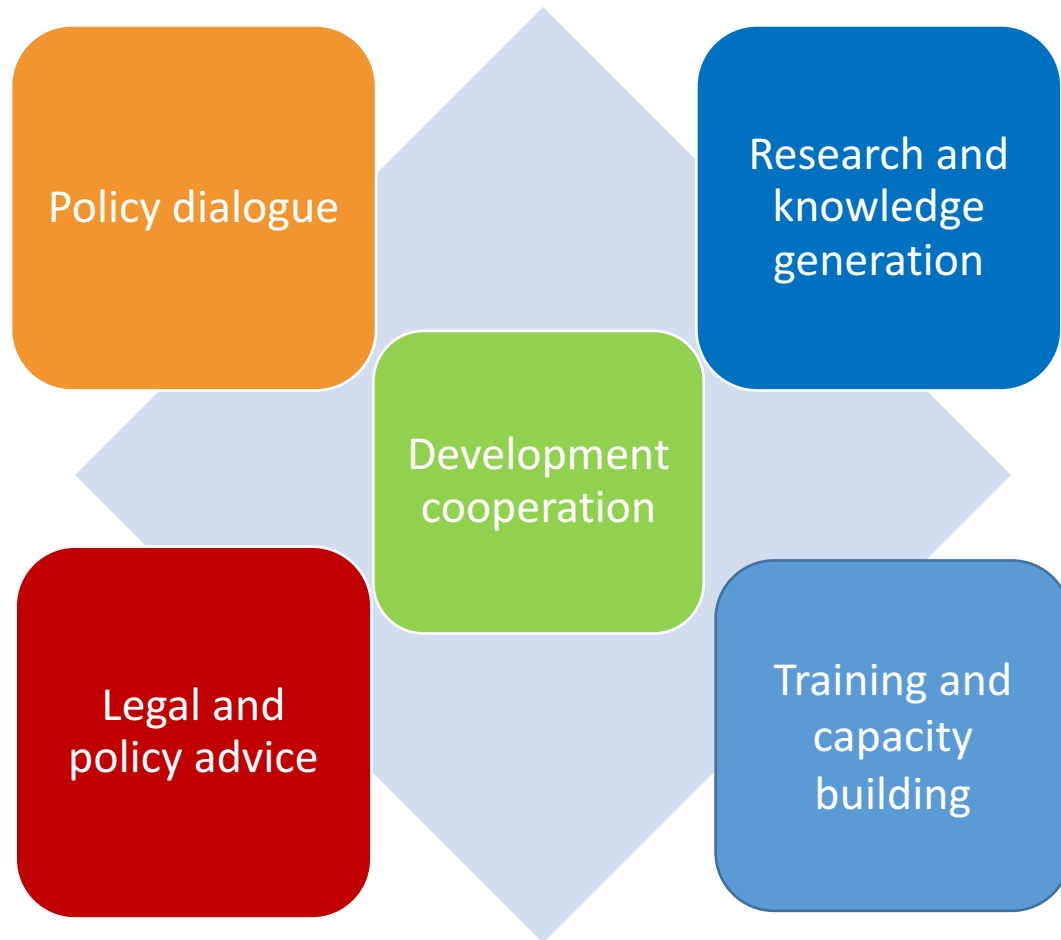 Policy dialogue
Research and
knowledge
generation
Development
cooperation
Legal and
policy advice
Training and
capacity
building